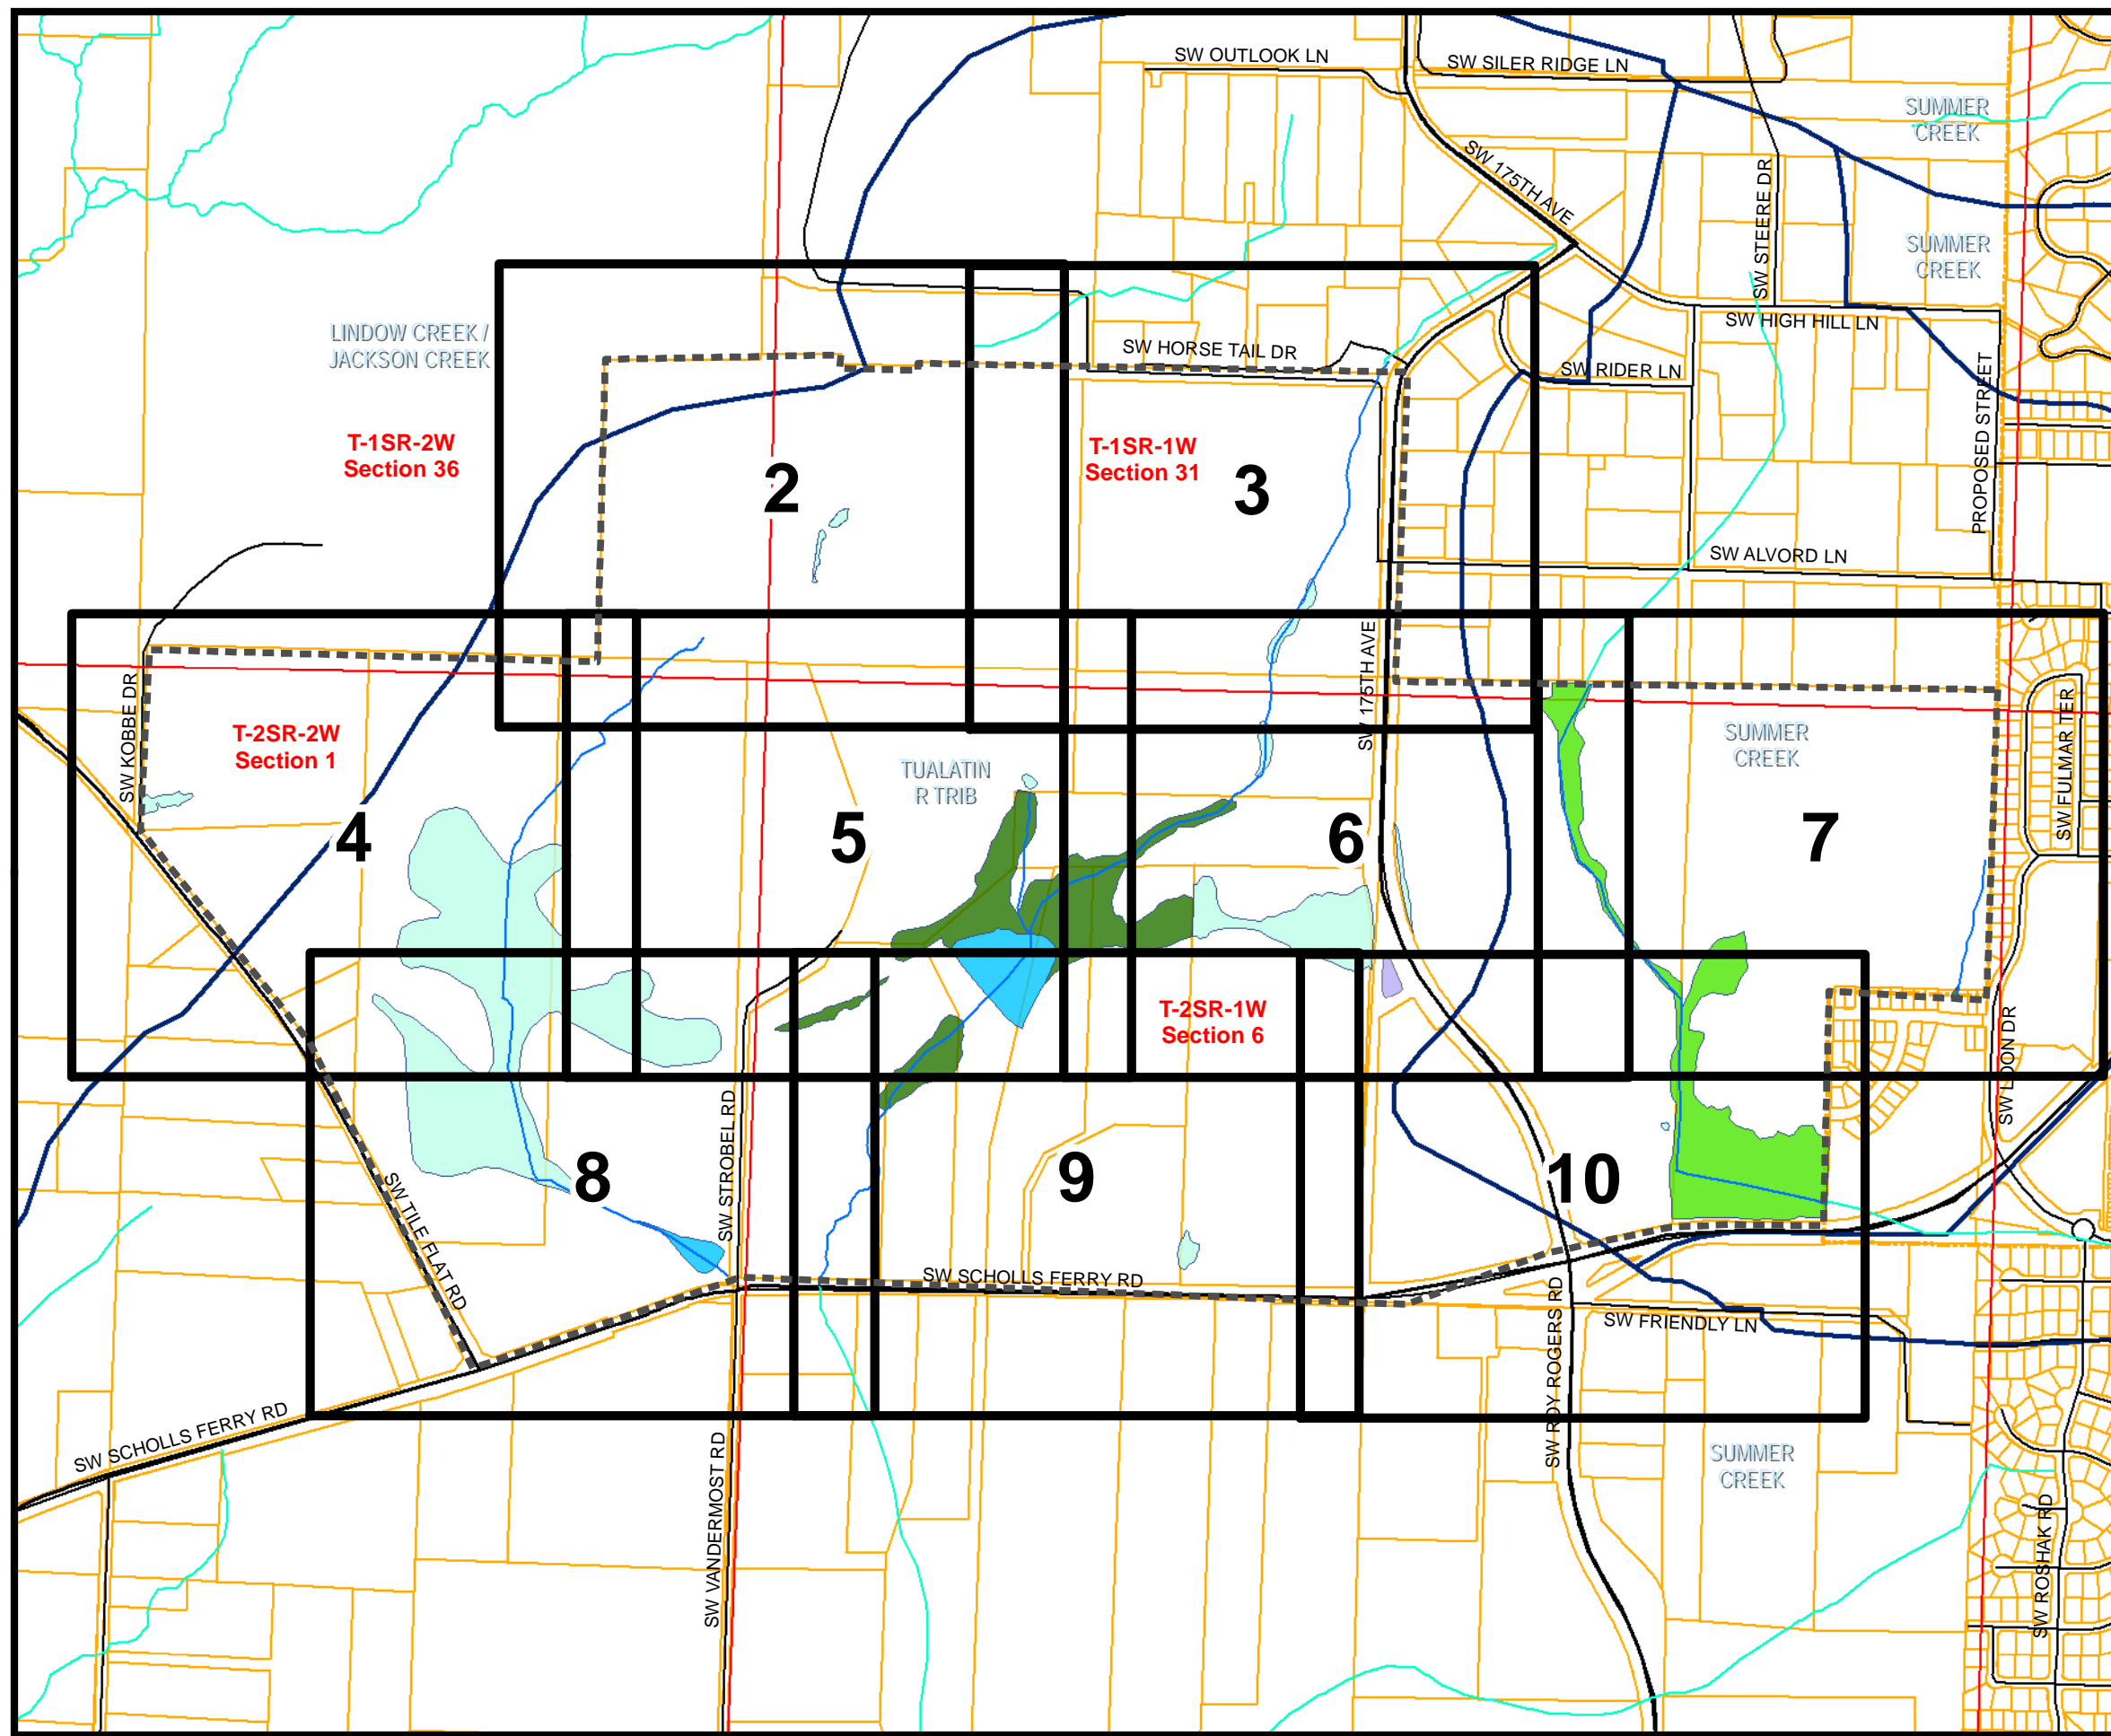 SW OUTLOOK LN
SW SILER RIDGE LN
SUMMER
CREEK
SW 175TH AVE
SW STEERE DR
SUMMER
CREEK
LINDOW CREEK /
JACKSON CREEK
SW HIGH HILL LN
SW HORSE TAIL DR
SW RIDER LN
PROPOSED STREET
T-1SR-2W
Section 36
T-1SR-1W
Section 31
2
3
SW ALVORD LN
SW KOBBE DR
T-2SR-2W
Section 1
SW 175TH AVE
SUMMER
CREEK
SW FULMAR TER
TUALATIN
R TRIB
4
5
6
7
T-2SR-1W
Section 6
SW LOON DR
SW STROBEL RD
SW TILE FLAT RD
8
9
10
SW SCHOLLS FERRY RD
SW ROY ROGERS RD
SW FRIENDLY LN
SW SCHOLLS FERRY RD
SW VANDERMOST RD
SUMMER
CREEK
SW ROSHAK RD